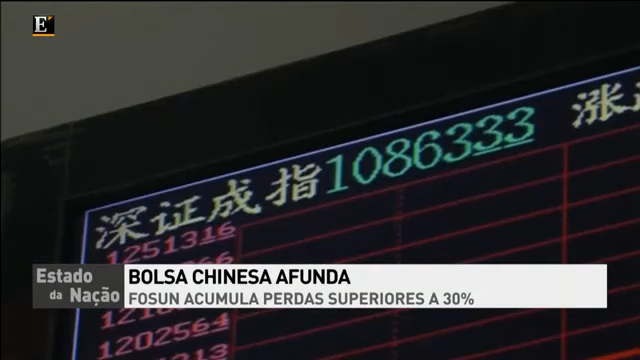 E
深证成指1086333 涨
1251316
Estado da Nação
BOLSA CHINESA AFUNDA
FOSUN ACUMULA PERDAS SUPERIORES A 30%
1202564